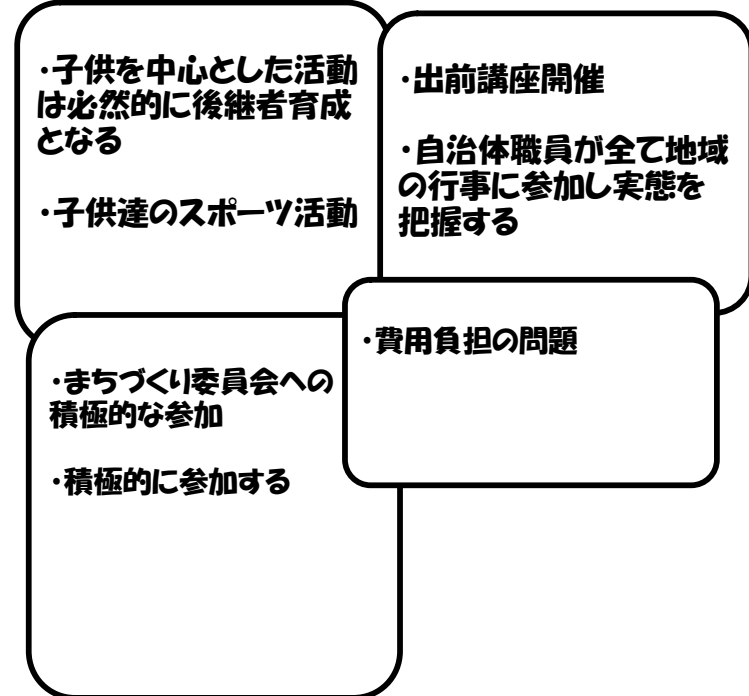 ・子供を中心とした活動
は必然的に後継者育成
となる
・子供達のスポーツ活動
・出前講座開催
・自治体職員が全て地域
の行事に参加し実態を
把握する
・まちづくり委員会への
積極的な参加
・積極的に参加する
・費用負担の問題